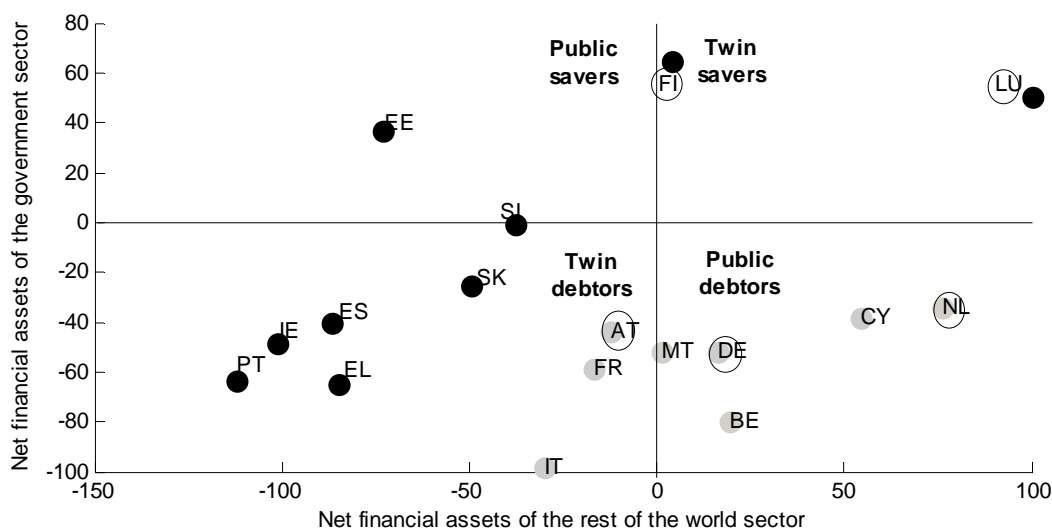 Net financial assets of the government sector
80
60
40
20
0
-20
-40
-60
-80
-100
Public
savers
Twin
savers
FI
LU
EE
SI
Twin
debtors
Public
debtors
SK
ES
IE
PT
EL
AT
FR
MT
DE
CY
NL
BE
IT
-150
-100
-50
0
50
100
Net financial assets of the rest of the world sector